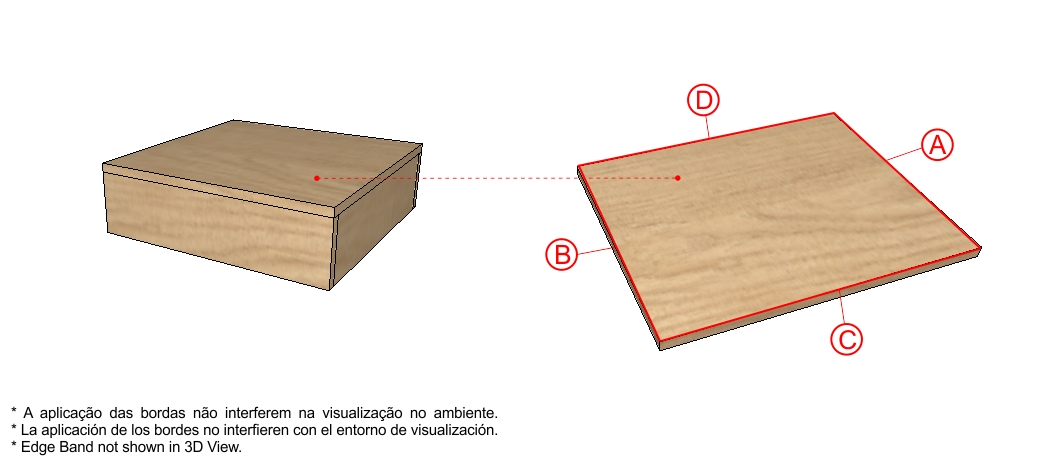 D
A
B
C
* A aplicação das bordas não interferem na visualização no ambiente.
* La aplicación de los bordes no interfieren con el entorno de visualización.
* Edge Band not shown in 3D View.